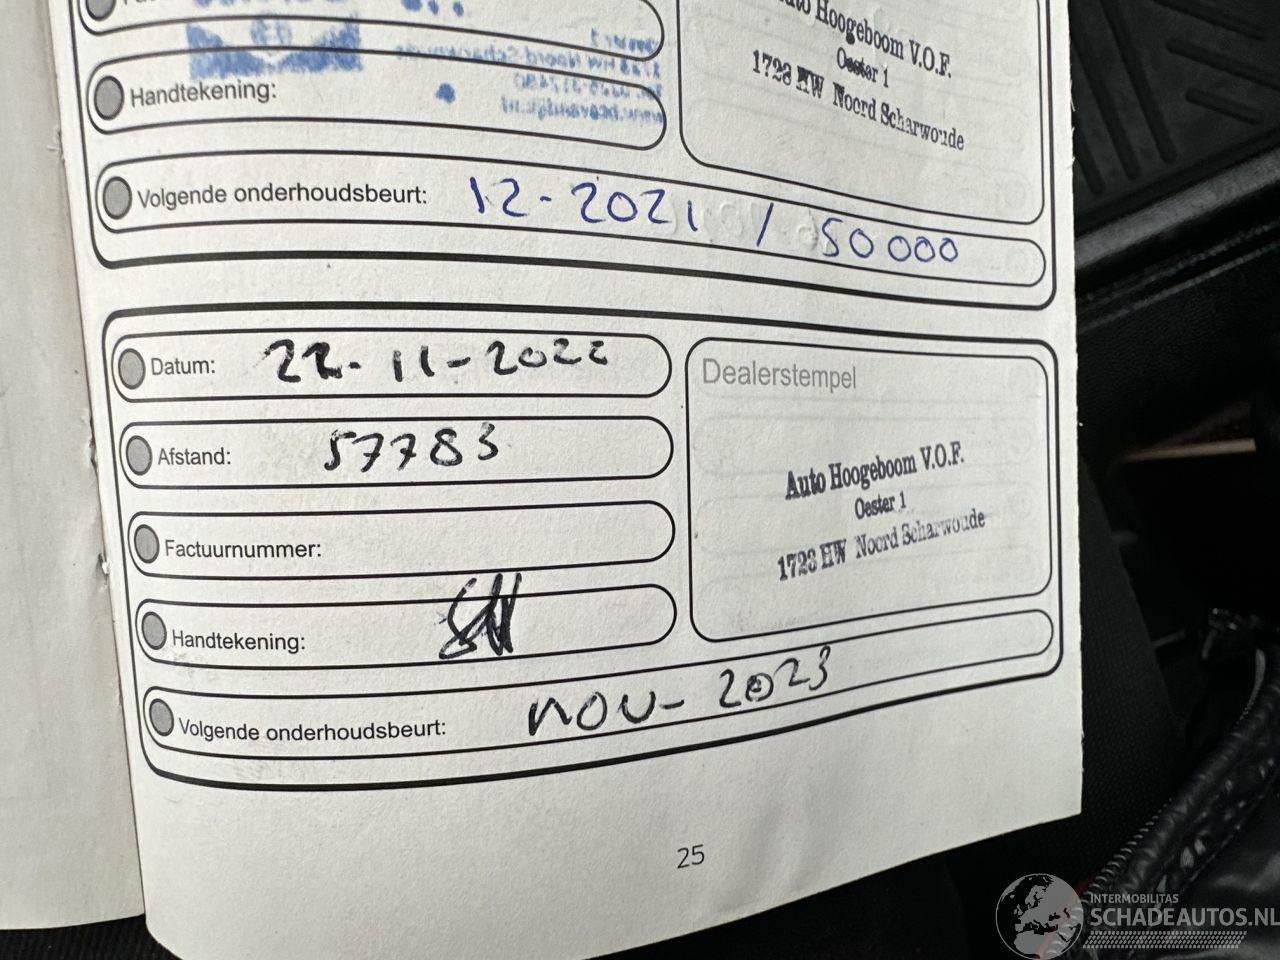 Auto Hoogeboom V.O.F.
Oester 1
1723 HW Noord Scharwoude
Handtekening:
Volgende onderhoudsbeurt: 12-2021 / 50000
Datum: 22-11-2022
Dealerstempel
Afstand: 57783
Auto Hoogeboom V.O.F.
Oester 1
1723 HW Noord Scharwoude
Factuurnummer:
Handtekening:
Volgende onderhoudsbeurt: nov-2023
25
INTERMOBILITAS
SCHADEAUTOS.NL